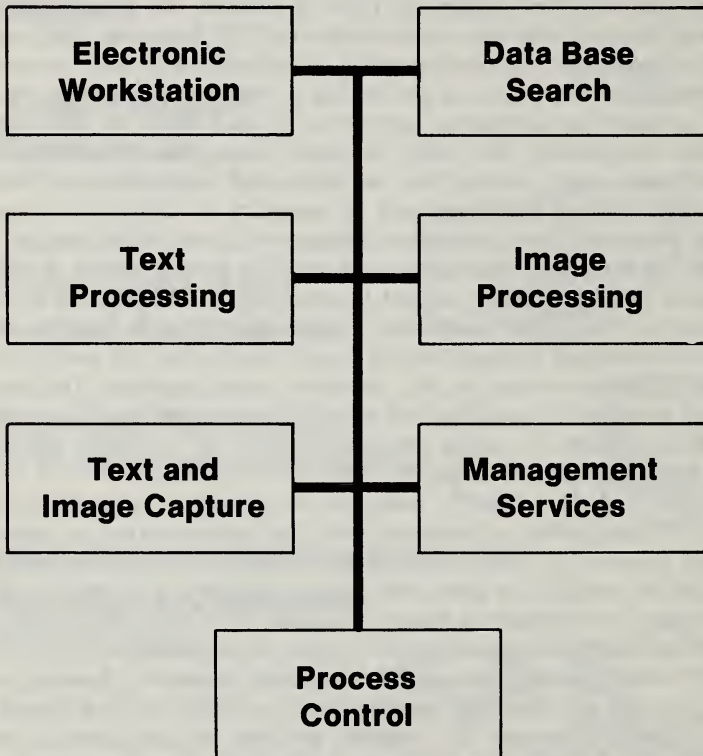 Electronic
Workstation
Data Base
Search
Text
Processing
Image
Processing
Text and
Image Capture
Management
Services
Process
Control